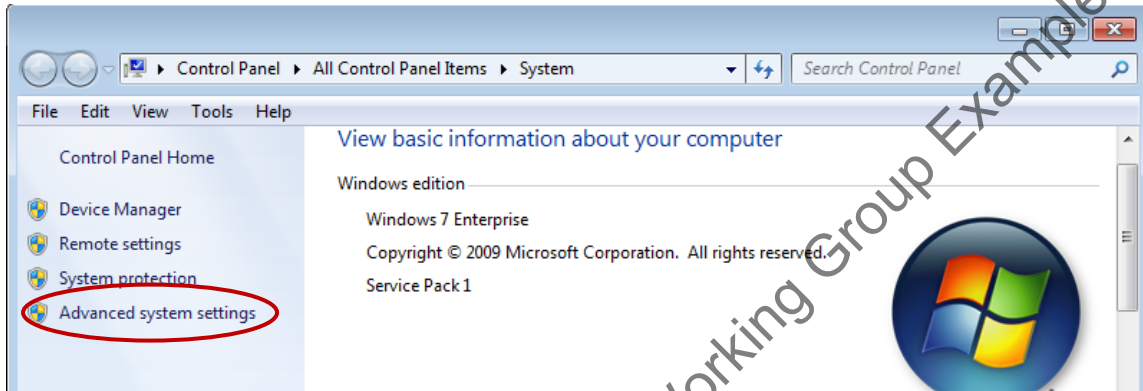 Control Panel ▸ All Control Panel Items ▸ System
Search Control Panel
File Edit View Tools Help
Control Panel Home
Device Manager
Remote settings
System protection
Advanced system settings
View basic information about your computer
Windows edition
Windows 7 Enterprise
Copyright © 2009 Microsoft Corporation. All rights reserved.
Service Pack 1
Working Group Example